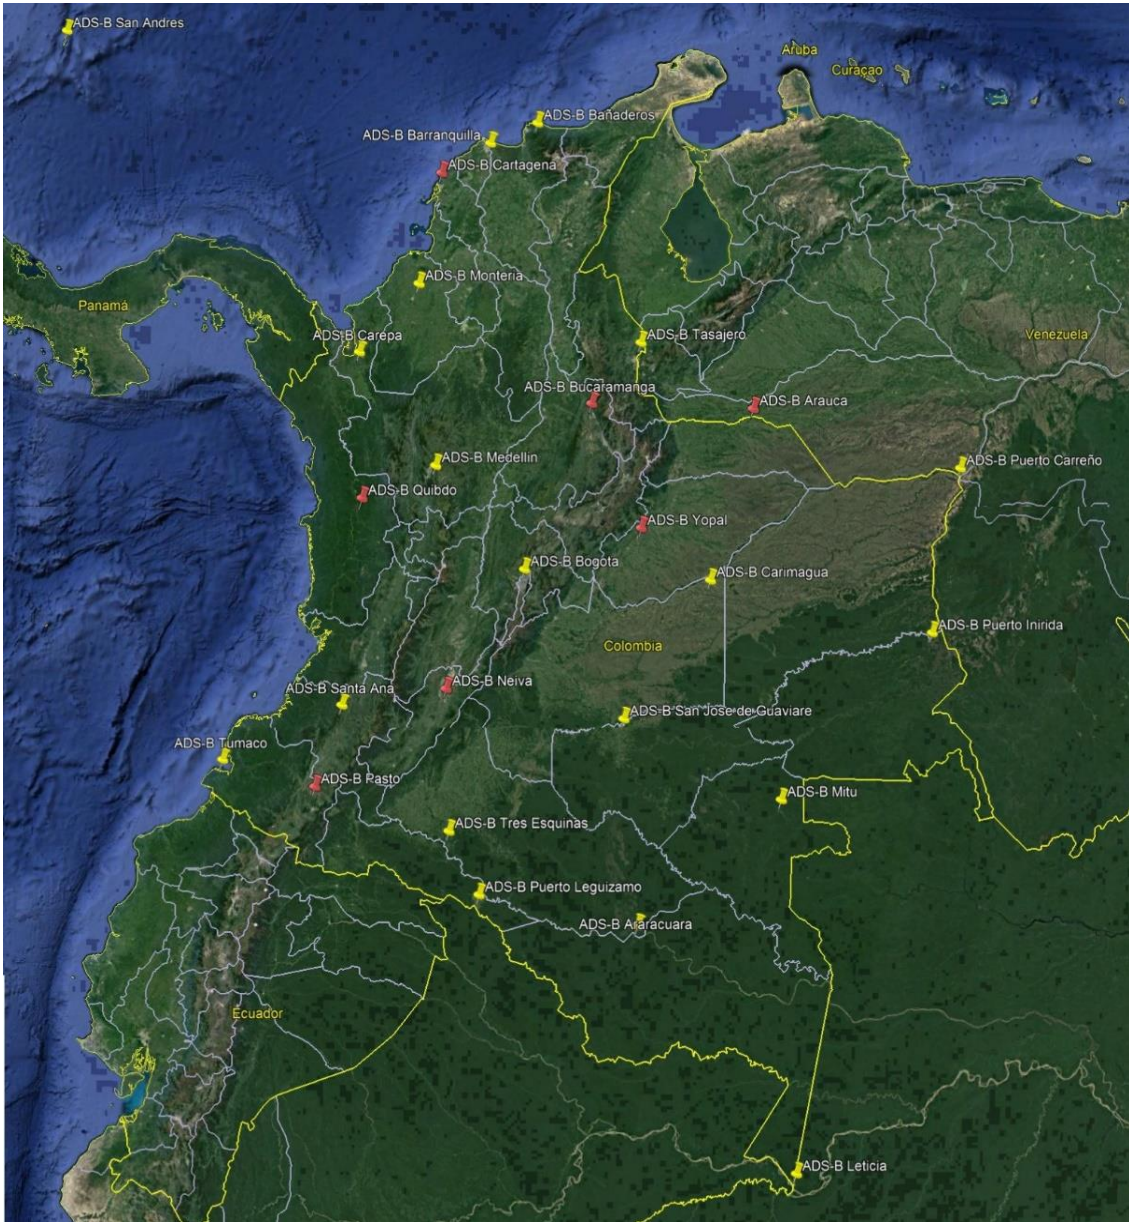 ADS-B San Andres
Aruba
Curaçao
ADS-B Bañaderos
ADS-B Barranquilla
ADS-B Cartagena
ADS-B Monteria
Panamá
ADS-B Carepa
ADS-B Tasajero
Venezuela
ADS-B Bucaramanga
ADS-B Arauca
ADS-B Medellin
ADS-B Puerto Carreño
ADS-B Quibdo
ADS-B Yopal
ADS-B Bogota
ADS-B Carimagua
ADS-B Puerto Inirida
Colombia
ADS-B Neiva
ADS-B Santa Ana
ADS-B San Jose de Guaviare
ADS-B Tumaco
ADS-B Pasto
ADS-B Mitu
ADS-B Tres Esquinas
ADS-B Puerto Leguizamo
ADS-B Araracuara
Ecuador
ADS-B Leticia